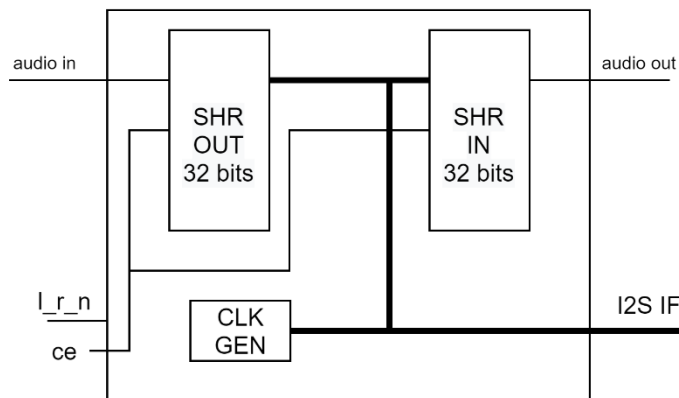 audio in
audio out
SHR
OUT
32 bits
SHR
IN
32 bits
l_r_n
I2S IF
CLK
GEN
ce